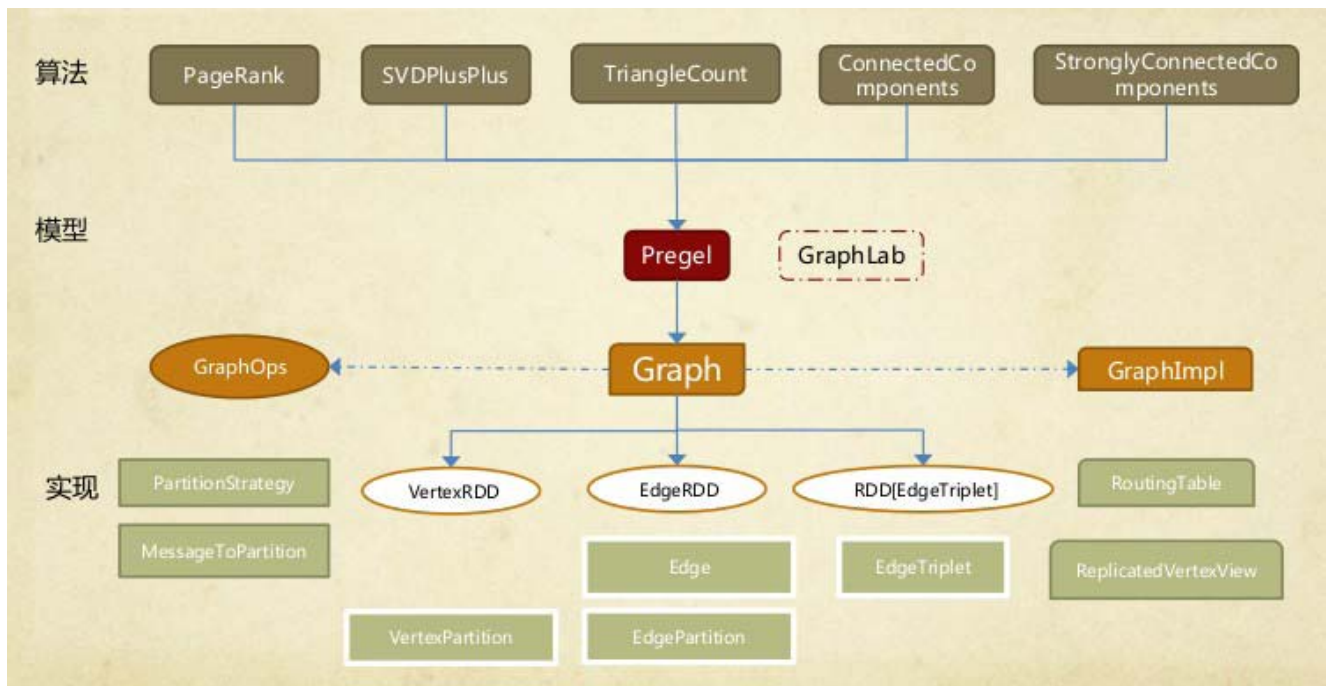 算法
PageRank
SVDPlusPlus
TriangleCount
ConnectedCo
mponents
StronglyConnectedCo
mponents
模型
Pregel
GraphLab
GraphOps
Graph
GraphImpl
实现
PartitionStrategy
VertexRDD
EdgeRDD
RDD[EdgeTriplet]
RoutingTable
MessageToPartition
Edge
EdgeTriplet
ReplicatedVertexView
VertexPartition
EdgePartition